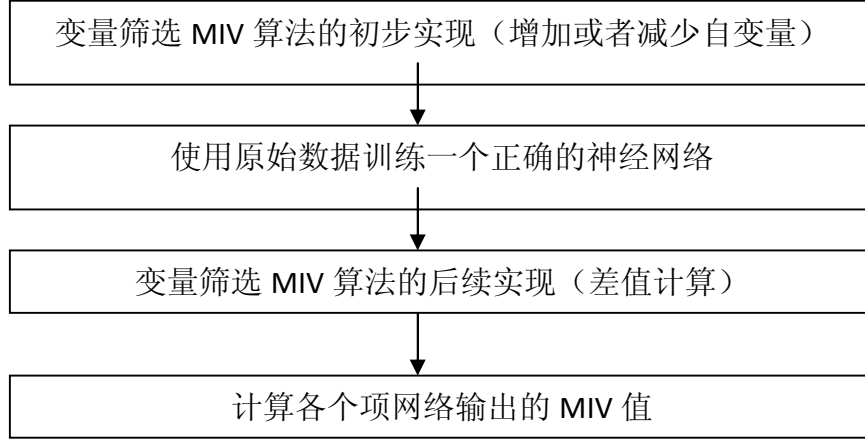 变量筛选 MIV 算法的初步实现（增加或者减少自变量）
使用原始数据训练一个正确的神经网络
变量筛选 MIV 算法的后续实现（差值计算）
计算各个项网络输出的 MIV 值